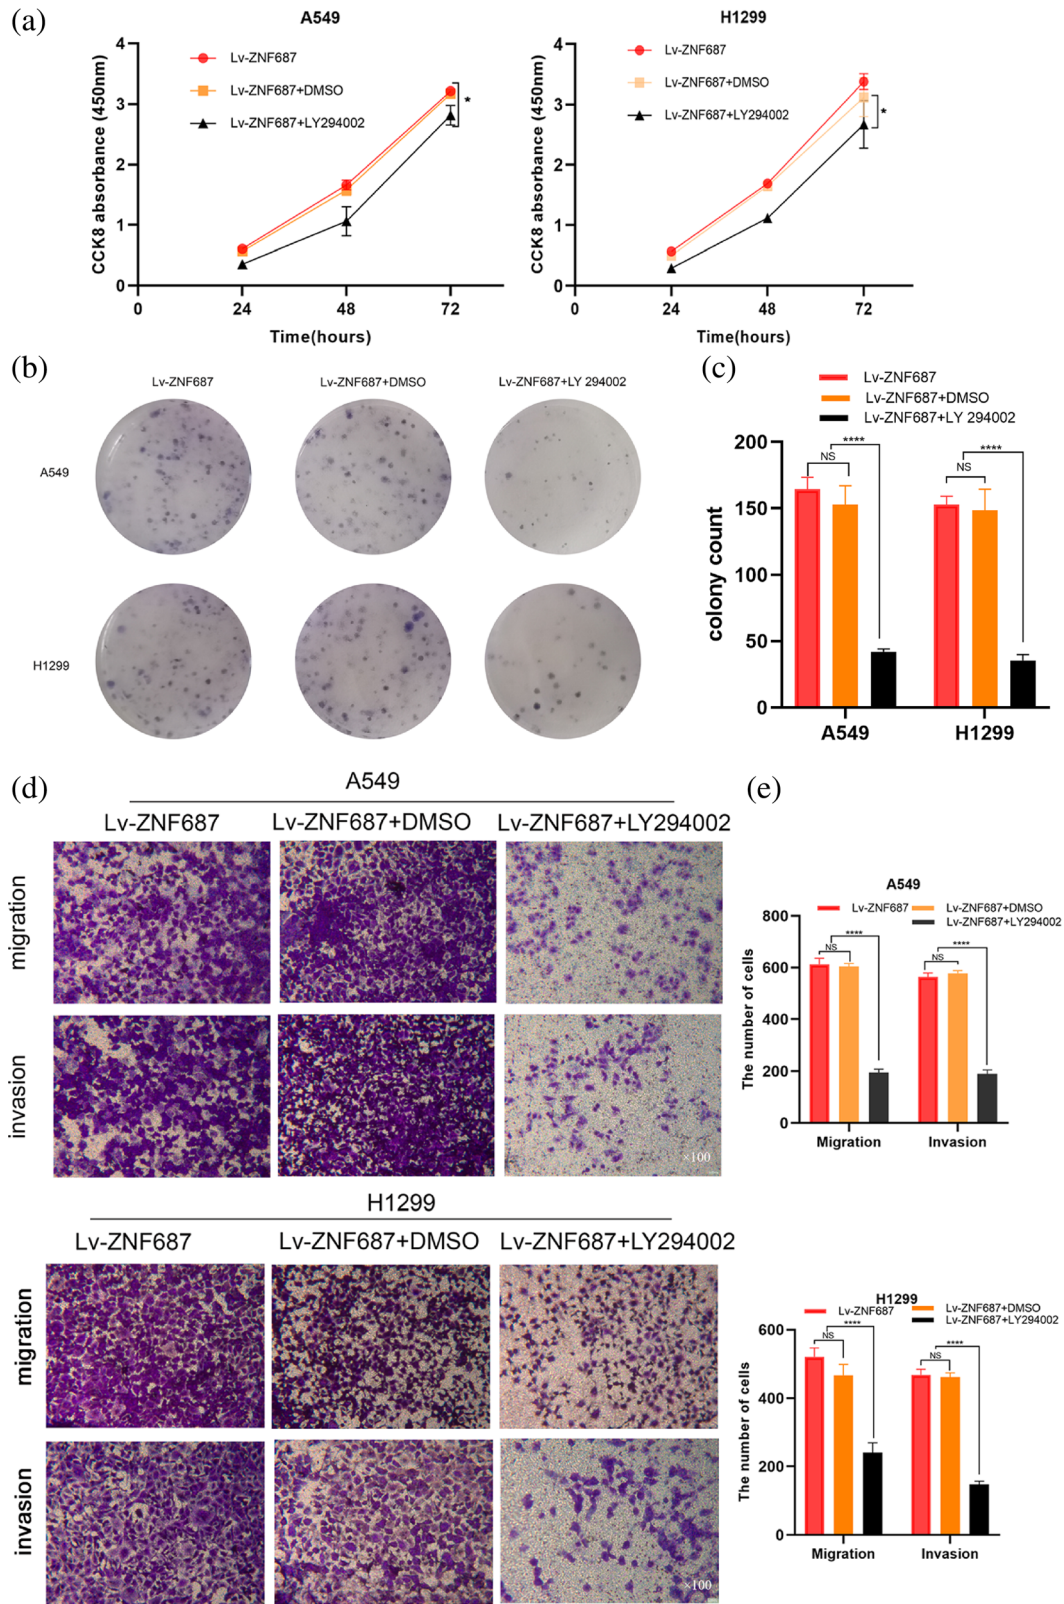 (a)
A549
CCK8 absorbance (450nm)
4
3
2
1
0
Lv-ZNF687
Lv-ZNF687+DMSO
Lv-ZNF687+LY294002
*
0
24
48
72
Time(hours)
H1299
CCK8 absorbance (450nm)
4
3
2
1
0
Lv-ZNF687
Lv-ZNF687+DMSO
Lv-ZNF687+LY294002
*
0
24
48
72
Time(hours)
(b)
Lv-ZNF687
Lv-ZNF687+DMSO
Lv-ZNF687+LY 294002
A549
H1299
(c)
Lv-ZNF687
Lv-ZNF687+DMSO
Lv-ZNF687+LY 294002
colony count
200
150
100
50
0
NS
****
NS
****
A549
H1299
(d)
A549
Lv-ZNF687
Lv-ZNF687+DMSO
Lv-ZNF687+LY294002
migration
invasion
×100
H1299
Lv-ZNF687
Lv-ZNF687+DMSO
Lv-ZNF687+LY294002
migration
invasion
×100
(e)
A549
Lv-ZNF687
Lv-ZNF687+DMSO
Lv-ZNF687+LY294002
The number of cells
800
600
400
200
0
NS
****
NS
****
Migration
Invasion
H1299
Lv-ZNF687
Lv-ZNF687+DMSO
Lv-ZNF687+LY294002
The number of cells
600
400
200
0
NS
****
NS
****
Migration
Invasion